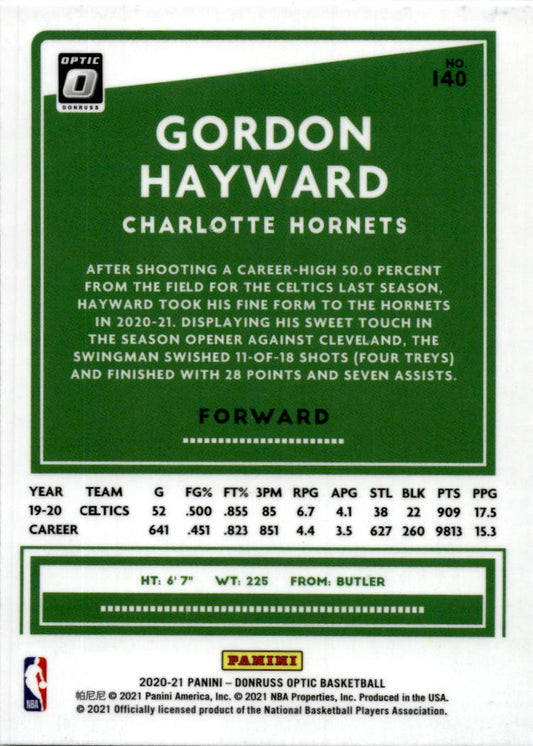 OPTIC
DONRUSS
NO.
140
GORDON
HAYWARD
CHARLOTTE HORNETS
AFTER SHOOTING A CAREER-HIGH 50.0 PERCENT
FROM THE FIELD FOR THE CELTICS LAST SEASON,
HAYWARD TOOK HIS FINE FORM TO THE HORNETS
IN 2020-21. DISPLAYING HIS SWEET TOUCH IN
THE SEASON OPENER AGAINST CLEVELAND, THE
SWINGMAN SWISHED 11-OF-18 SHOTS (FOUR TREYS)
AND FINISHED WITH 28 POINTS AND SEVEN ASSISTS.
FORWARD
YEAR TEAM G FG% FT% 3PM RPG APG STL BLK PTS PPG
19-20 CELTICS 52 .500 .855 85 6.7 4.1 38 22 909 17.5
CAREER 641 .451 .823 851 4.4 3.5 627 260 9813 15.3
HT: 6' 7" WT: 225 FROM: BUTLER
PANINI
2020-21 PANINI – DONRUSS OPTIC BASKETBALL
帕尼尼 © 2021 Panini America, Inc. © 2021 NBA Properties, Inc. Produced in the USA.
© 2021 Officially licensed product of the National Basketball Players Association.
NBA